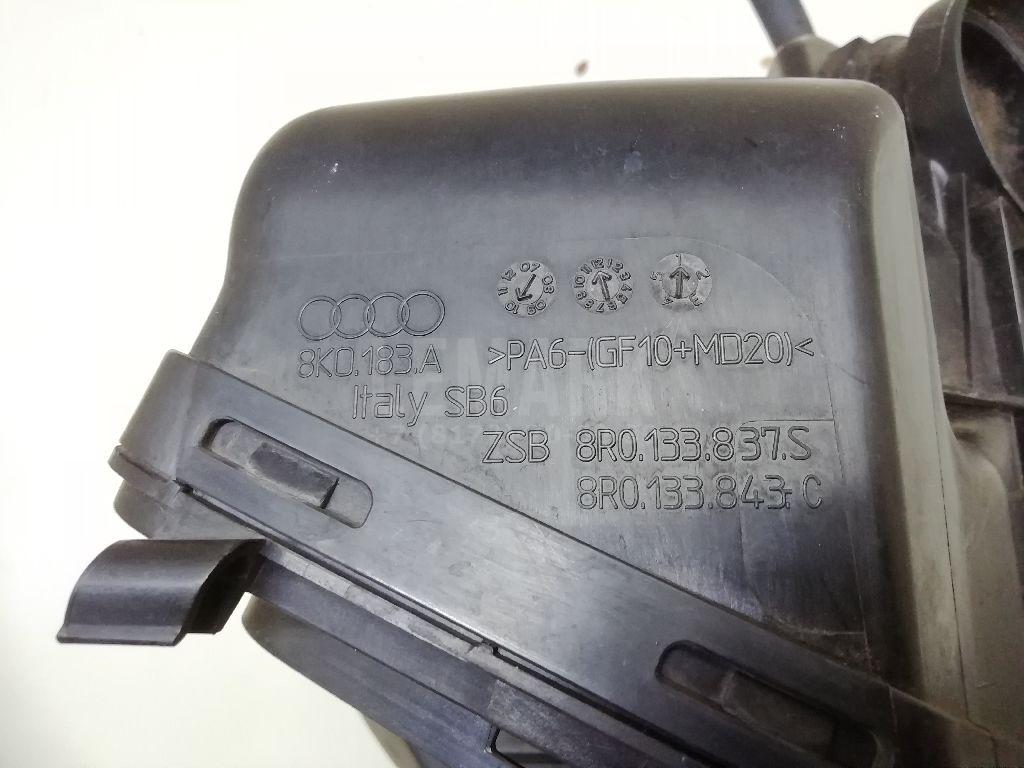 8K0.183.A >PA6-(GF10+MD20)<
Italy SB6
ZSB 8R0.133.837.S
8R0.133.843.C